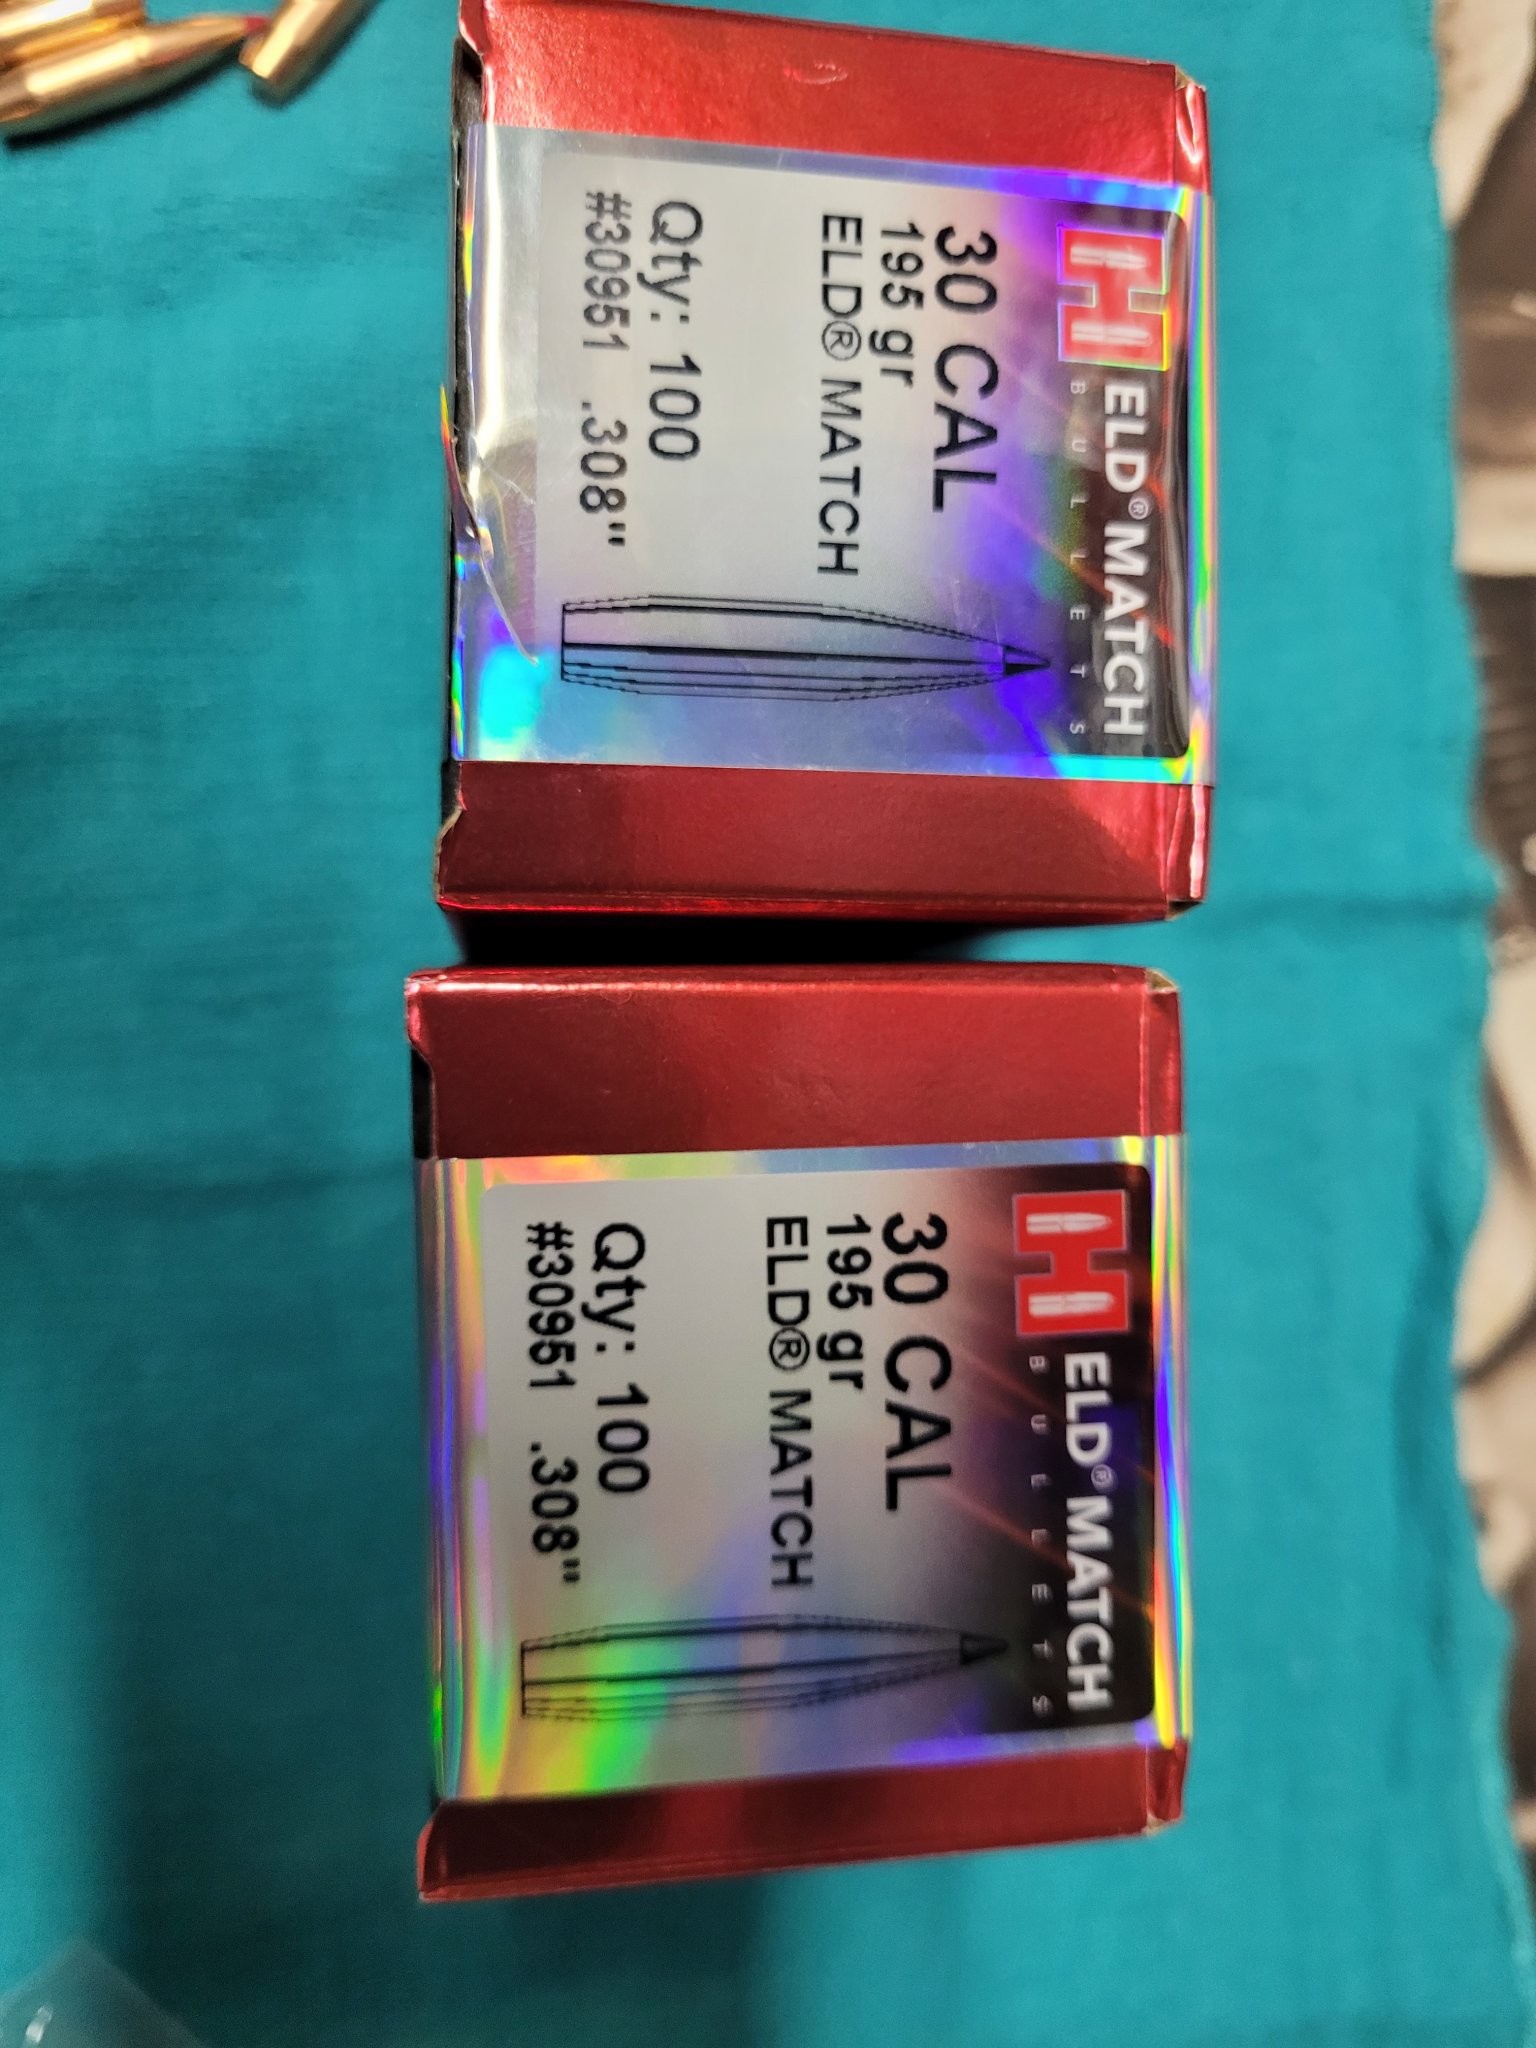 H ELD® MATCH
BULLETS
30 CAL
195 gr
ELD® MATCH
Qty: 100
#30951 .308"
H ELD® MATCH
BULLETS
30 CAL
195 gr
ELD® MATCH
Qty: 100
#30951 .308"